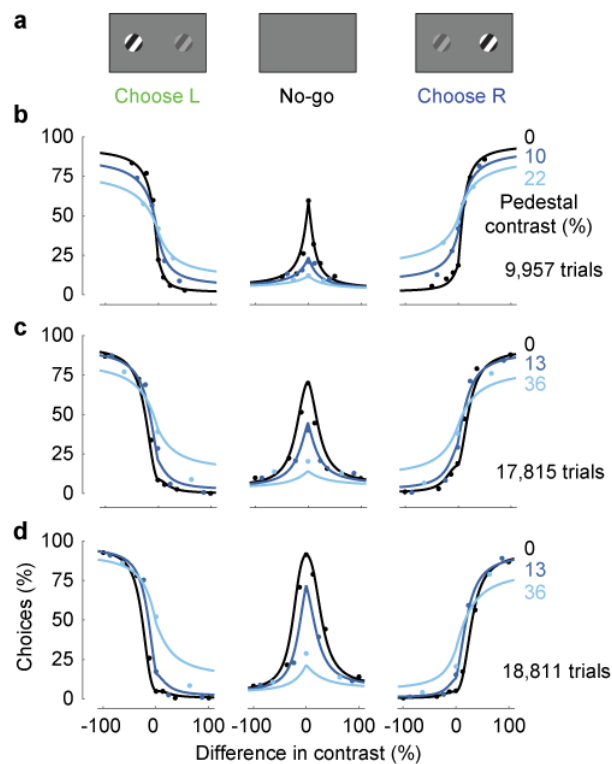 a
Choose L
No-go
Choose R
b
100
75
50
25
0
0
10
22
Pedestal
contrast (%)
9,957 trials
c
100
75
50
25
0
0
13
36
17,815 trials
d
100
75
50
25
0
Choices (%)
0
13
36
18,811 trials
-100 0 100
-100 0 100
-100 0 100
Difference in contrast (%)